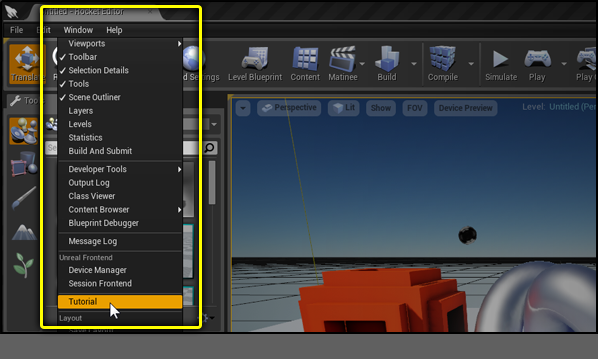 Untitled - Rocket Editor
File Edit Window Help
Viewports
Toolbar
Selection Details
Tools
Scene Outliner
Layers
Levels
Statistics
Build And Submit
Developer Tools
Output Log
Class Viewer
Content Browser
Blueprint Debugger
Message Log
Unreal Frontend
Device Manager
Session Frontend
Tutorial
Layout
Translate
Settings Level Blueprint Content Matinee Build Compile Simulate Play Play
Perspective Lit Show FOV Device Preview Level: Untitled (Per